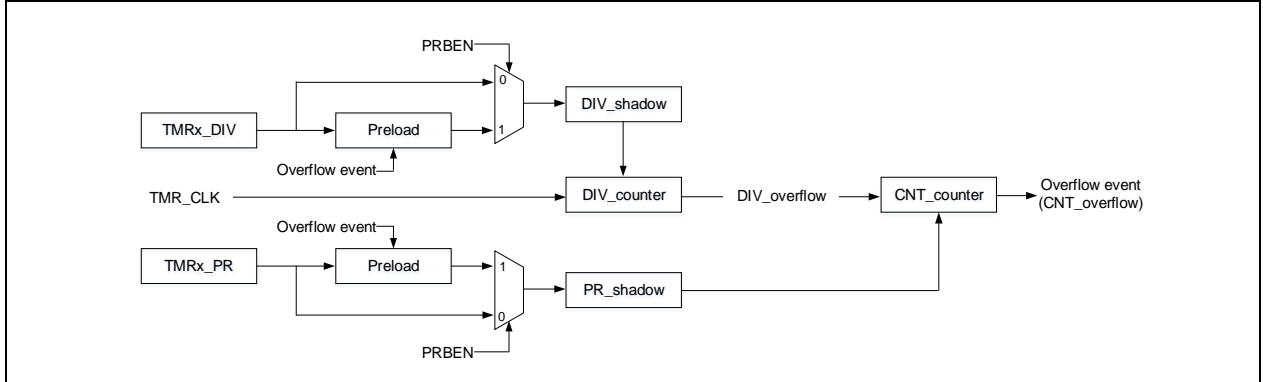 PRBEN
0
DIV_shadow
TMRx_DIV
Preload
1
Overflow event
TMR_CLK
DIV_counter
DIV_overflow
CNT_counter
Overflow event
(CNT_overflow)
Overflow event
TMRx_PR
Preload
1
PR_shadow
0
PRBEN